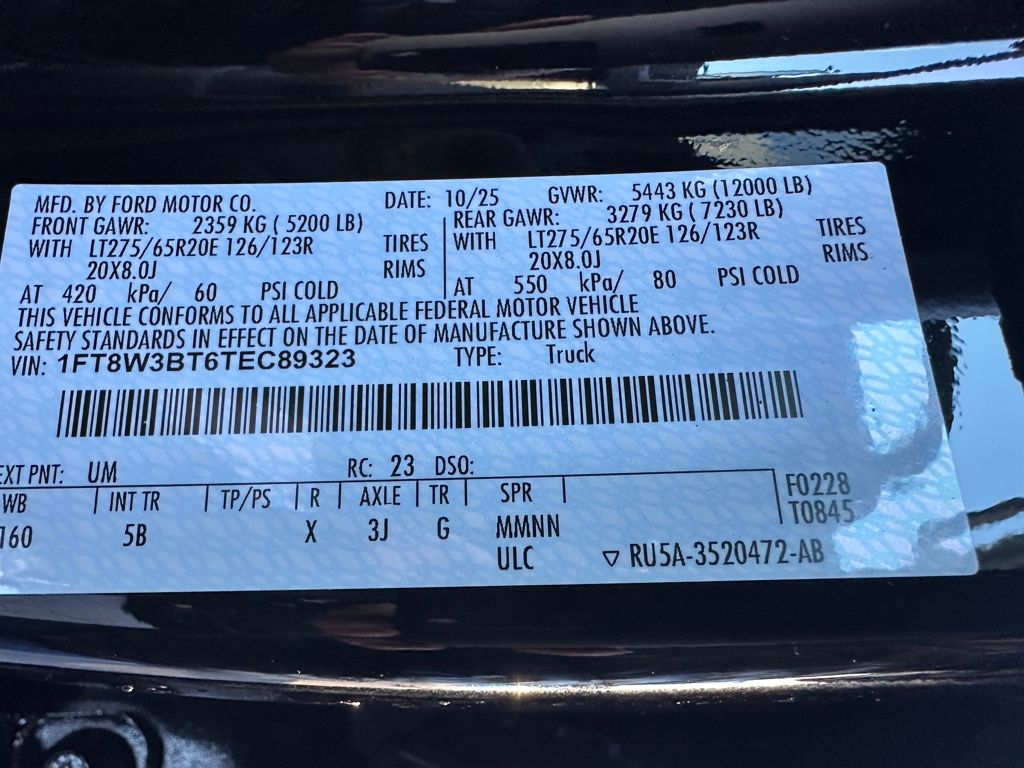 MFD. BY FORD MOTOR CO. DATE: 10/25 GVWR: 5443 KG (12000 LB)
FRONT GAWR: 2359 KG ( 5200 LB) REAR GAWR: 3279 KG ( 7230 LB)
WITH LT275/65R20E 126/123R TIRES WITH LT275/65R20E 126/123R TIRES
20X8.0J RIMS 20X8.0J RIMS
AT 420 kPa/ 60 PSI COLD AT 550 kPa/ 80 PSI COLD
THIS VEHICLE CONFORMS TO ALL APPLICABLE FEDERAL MOTOR VEHICLE
SAFETY STANDARDS IN EFFECT ON THE DATE OF MANUFACTURE SHOWN ABOVE.
VIN: 1FT8W3BT6TEC89323 TYPE: Truck
EXT PNT: UM RC: 23 DSO:
WB INT TR TP/PS R AXLE TR SPR F0228
160 5B X 3J G MMNN T0845
ULC ▽ RU5A-3520472-AB